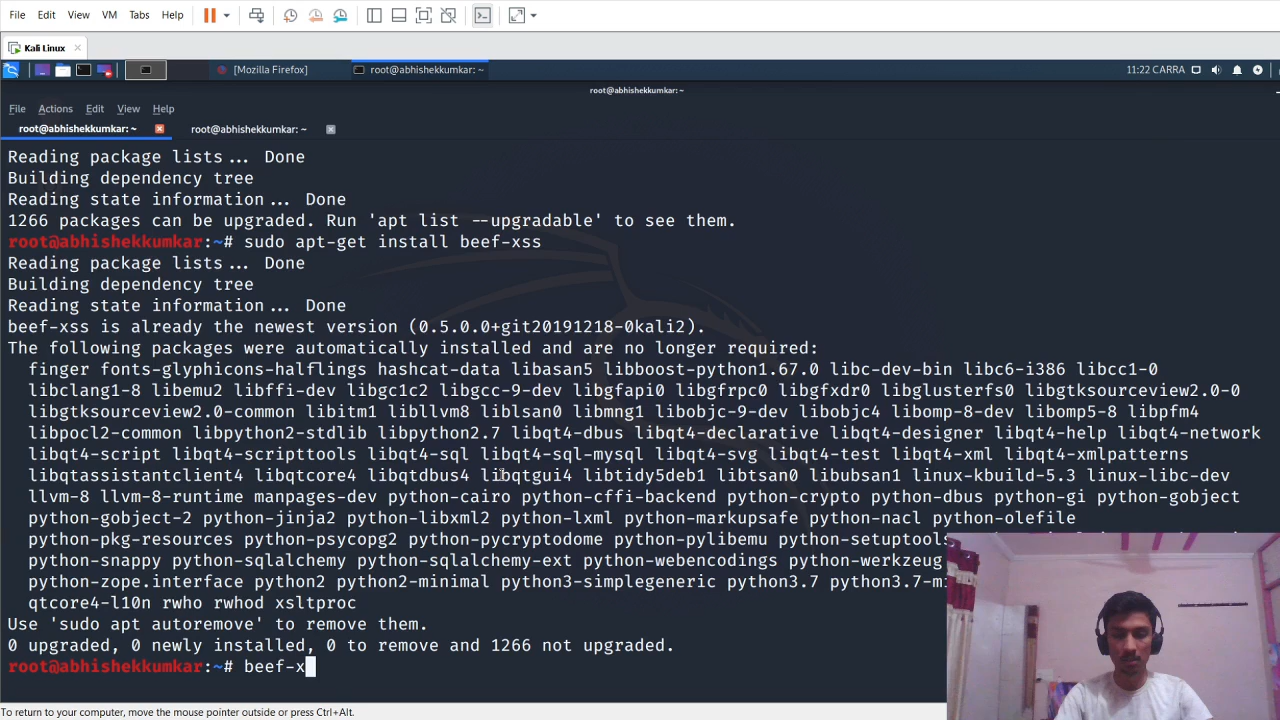 File Edit View VM Tabs Help
Kali Linux
[Mozilla Firefox] root@abhishekkumkar: ~ 11:22 CARRA
root@abhishekkumkar:~
File Actions Edit View Help
root@abhishekkumkar: ~ root@abhishekkumkar: ~
Reading package lists... Done
Building dependency tree
Reading state information... Done
1266 packages can be upgraded. Run 'apt list --upgradable' to see them.
root@abhishekkumkar:~# sudo apt-get install beef-xss
Reading package lists... Done
Building dependency tree
Reading state information... Done
beef-xss is already the newest version (0.5.0.0+git20191218-0kali2).
The following packages were automatically installed and are no longer required:
finger fonts-glyphicons-halflings hashcat-data libasan5 libboost-python1.67.0 libc-dev-bin libc6-i386 libcc1-0
libclang1-8 libemu2 libffi-dev libgc1c2 libgcc-9-dev libgfapi0 libgfrpc0 libgfxdr0 libglusterfs0 libgtksourceview2.0-0
libgtksourceview2.0-common libitm1 libllvm8 liblsan0 libmng1 libobjc-9-dev libobjc4 libomp-8-dev libomp5-8 libpfm4
libpocl2-common libpython2-stdlib libpython2.7 libqt4-dbus libqt4-declarative libqt4-designer libqt4-help libqt4-network
libqt4-script libqt4-scripttools libqt4-sql libqt4-sql-mysql libqt4-svg libqt4-test libqt4-xml libqt4-xmlpatterns
libqtassistantclient4 libqtcore4 libqtdbus4 libqtgui4 libtidy5deb1 libtsan0 libubsan1 linux-kbuild-5.3 linux-libc-dev
llvm-8 llvm-8-runtime manpages-dev python-cairo python-cffi-backend python-crypto python-dbus python-gi python-gobject
python-gobject-2 python-jinja2 python-libxml2 python-lxml python-markupsafe python-nacl python-olefile
python-pkg-resources python-psycopg2 python-pycryptodome python-pylibemu python-setuptools
python-snappy python-sqlalchemy python-sqlalchemy-ext python-webencodings python-werkzeug
python-zope.interface python2 python2-minimal python3-simplegeneric python3.7 python3.7-mi
qtcore4-l10n rwho rwhod xsltproc
Use 'sudo apt autoremove' to remove them.
0 upgraded, 0 newly installed, 0 to remove and 1266 not upgraded.
root@abhishekkumkar:~# beef-x
To return to your computer, move the mouse pointer outside or press Ctrl+Alt.